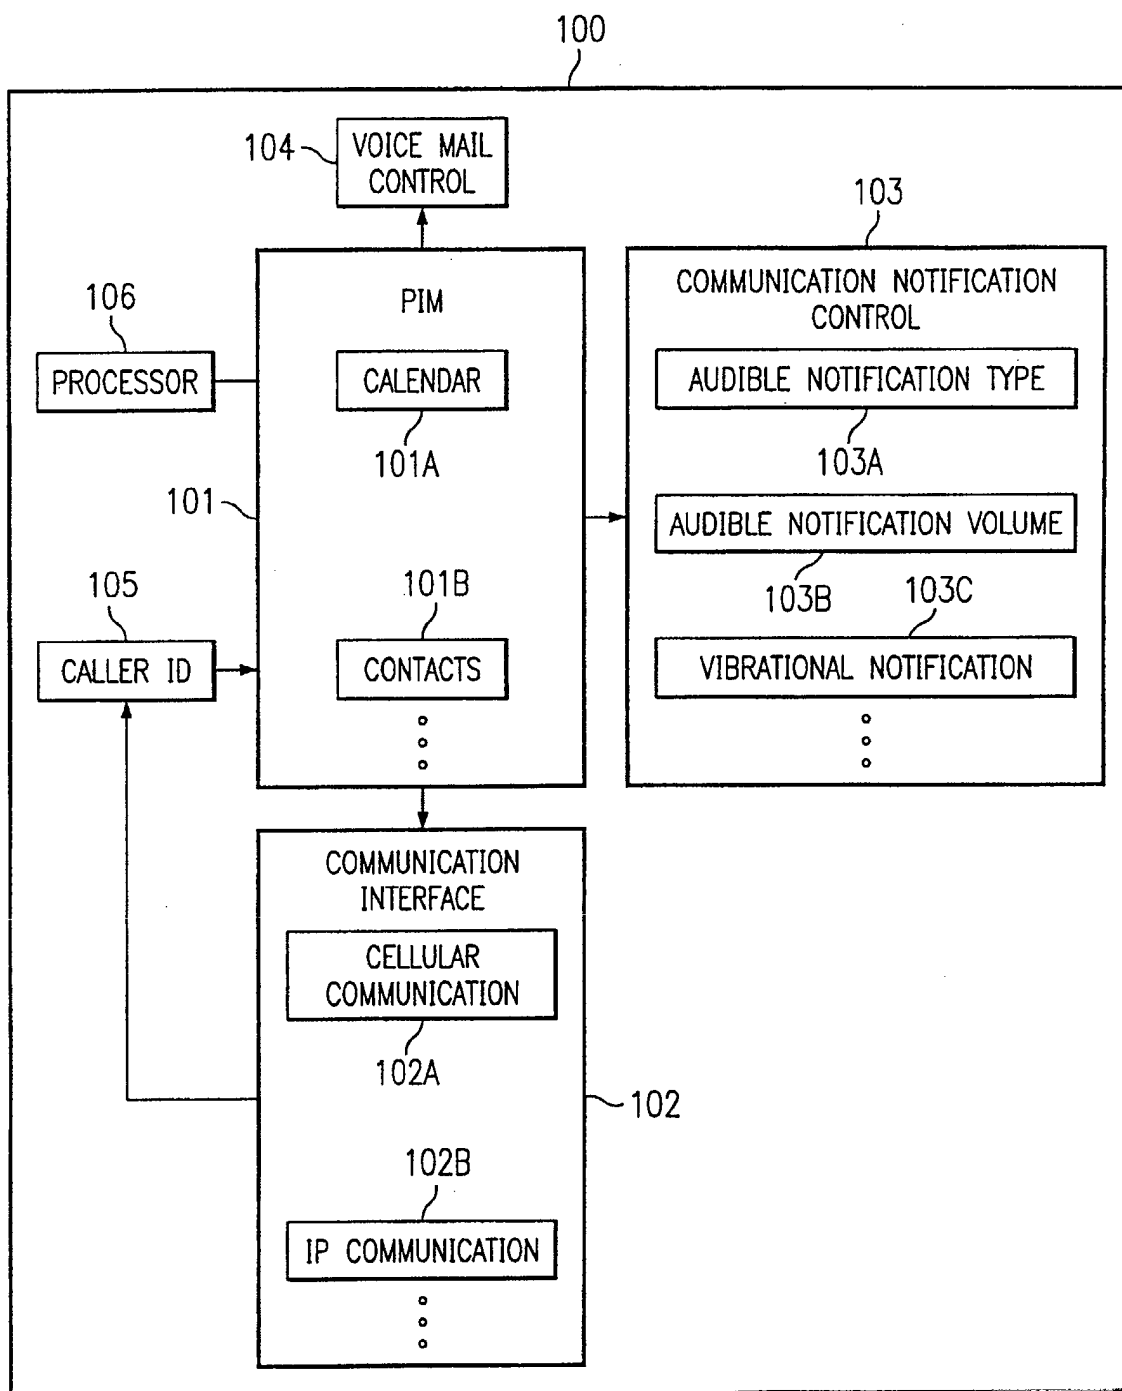 100
104
VOICE MAIL
CONTROL
103
106
PROCESSOR
PIM
CALENDAR
101A
101
COMMUNICATION NOTIFICATION
CONTROL
AUDIBLE NOTIFICATION TYPE
103A
AUDIBLE NOTIFICATION VOLUME
103B
103C
VIBRATIONAL NOTIFICATION
105
CALLER ID
101B
CONTACTS
COMMUNICATION
INTERFACE
CELLULAR
COMMUNICATION
102A
102
102B
IP COMMUNICATION